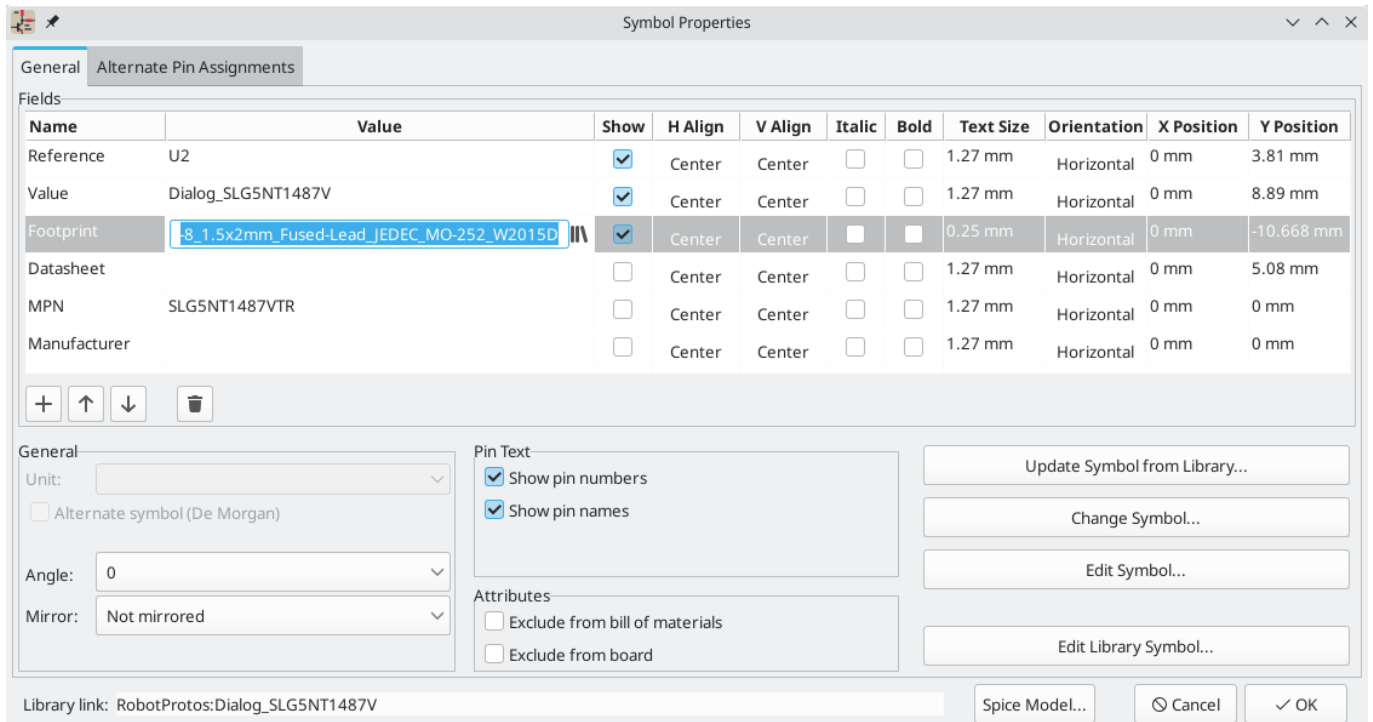 Symbol Properties
General Alternate Pin Assignments
Fields
Name Value Show H Align V Align Italic Bold Text Size Orientation X Position Y Position
Reference U2 Center Center 1.27 mm Horizontal 0 mm 3.81 mm
Value Dialog_SLG5NT1487V Center Center 1.27 mm Horizontal 0 mm 8.89 mm
Footprint -8_1.5x2mm_Fused-Lead_JEDEC_MO-252_W2015D Center Center 0.25 mm Horizontal 0 mm -10.668 mm
Datasheet Center Center 1.27 mm Horizontal 0 mm 5.08 mm
MPN SLG5NT1487VTR Center Center 1.27 mm Horizontal 0 mm 0 mm
Manufacturer Center Center 1.27 mm Horizontal 0 mm 0 mm
General
Unit:
Alternate symbol (De Morgan)
Angle: 0
Mirror: Not mirrored
Pin Text
Show pin numbers
Show pin names
Attributes
Exclude from bill of materials
Exclude from board
Update Symbol from Library...
Change Symbol...
Edit Symbol...
Edit Library Symbol...
Library link: RobotProtos:Dialog_SLG5NT1487V Spice Model... Cancel OK